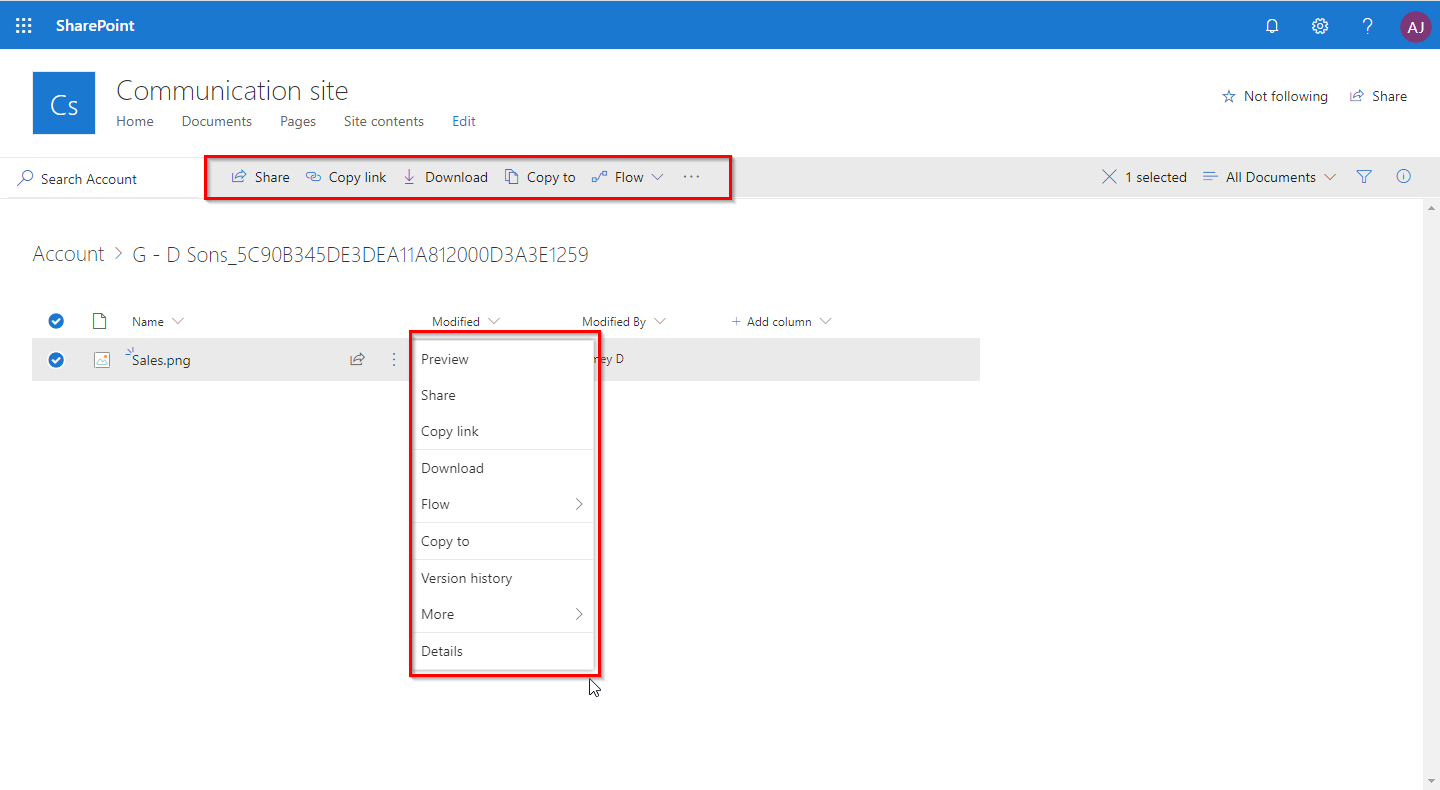 SharePoint
AJ
Cs
Communication site
Home Documents Pages Site contents Edit
Not following Share
Search Account
Share Copy link Download Copy to Flow ···
1 selected All Documents
Account > G - D Sons_5C90B345DE3DEA11A812000D3A3E1259
Name Modified Modified By + Add column
Sales.png
D
Preview
Share
Copy link
Download
Flow
Copy to
Version history
More
Details